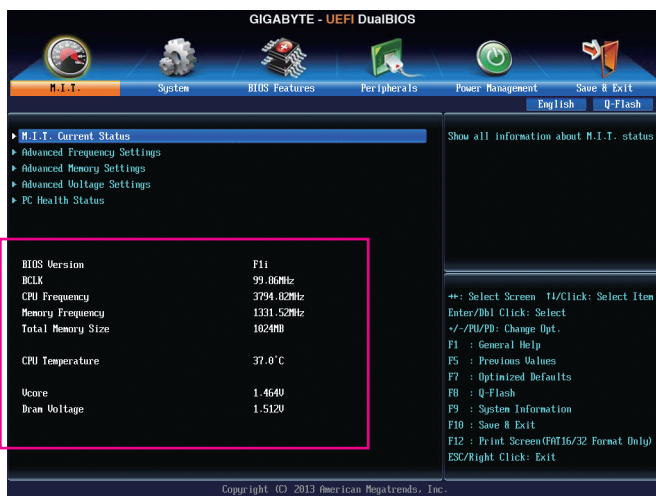 GIGABYTE - UEFI DualBIOS
M.I.T.
System
BIOS Features
Peripherals
Power Management
Save & Exit
English
Q-Flash
M.I.T. Current Status
Advanced Frequency Settings
Advanced Memory Settings
Advanced Voltage Settings
PC Health Status
Show all information about M.I.T. status
BIOS Version F1i
BCLK 99.86MHz
CPU Frequency 3794.82MHz
Memory Frequency 1331.52MHz
Total Memory Size 1024MB
CPU Temperature 37.0°C
Vcore 1.464V
Dram Voltage 1.512V
→←: Select Screen ↑↓/Click: Select Item
Enter/Dbl Click: Select
+/-/PU/PD: Change Opt.
F1 : General Help
F5 : Previous Values
F7 : Optimized Defaults
F8 : Q-Flash
F9 : System Information
F10 : Save & Exit
F12 : Print Screen(FAT16/32 Format Only)
ESC/Right Click: Exit
Copyright (C) 2013 American Megatrends, Inc.